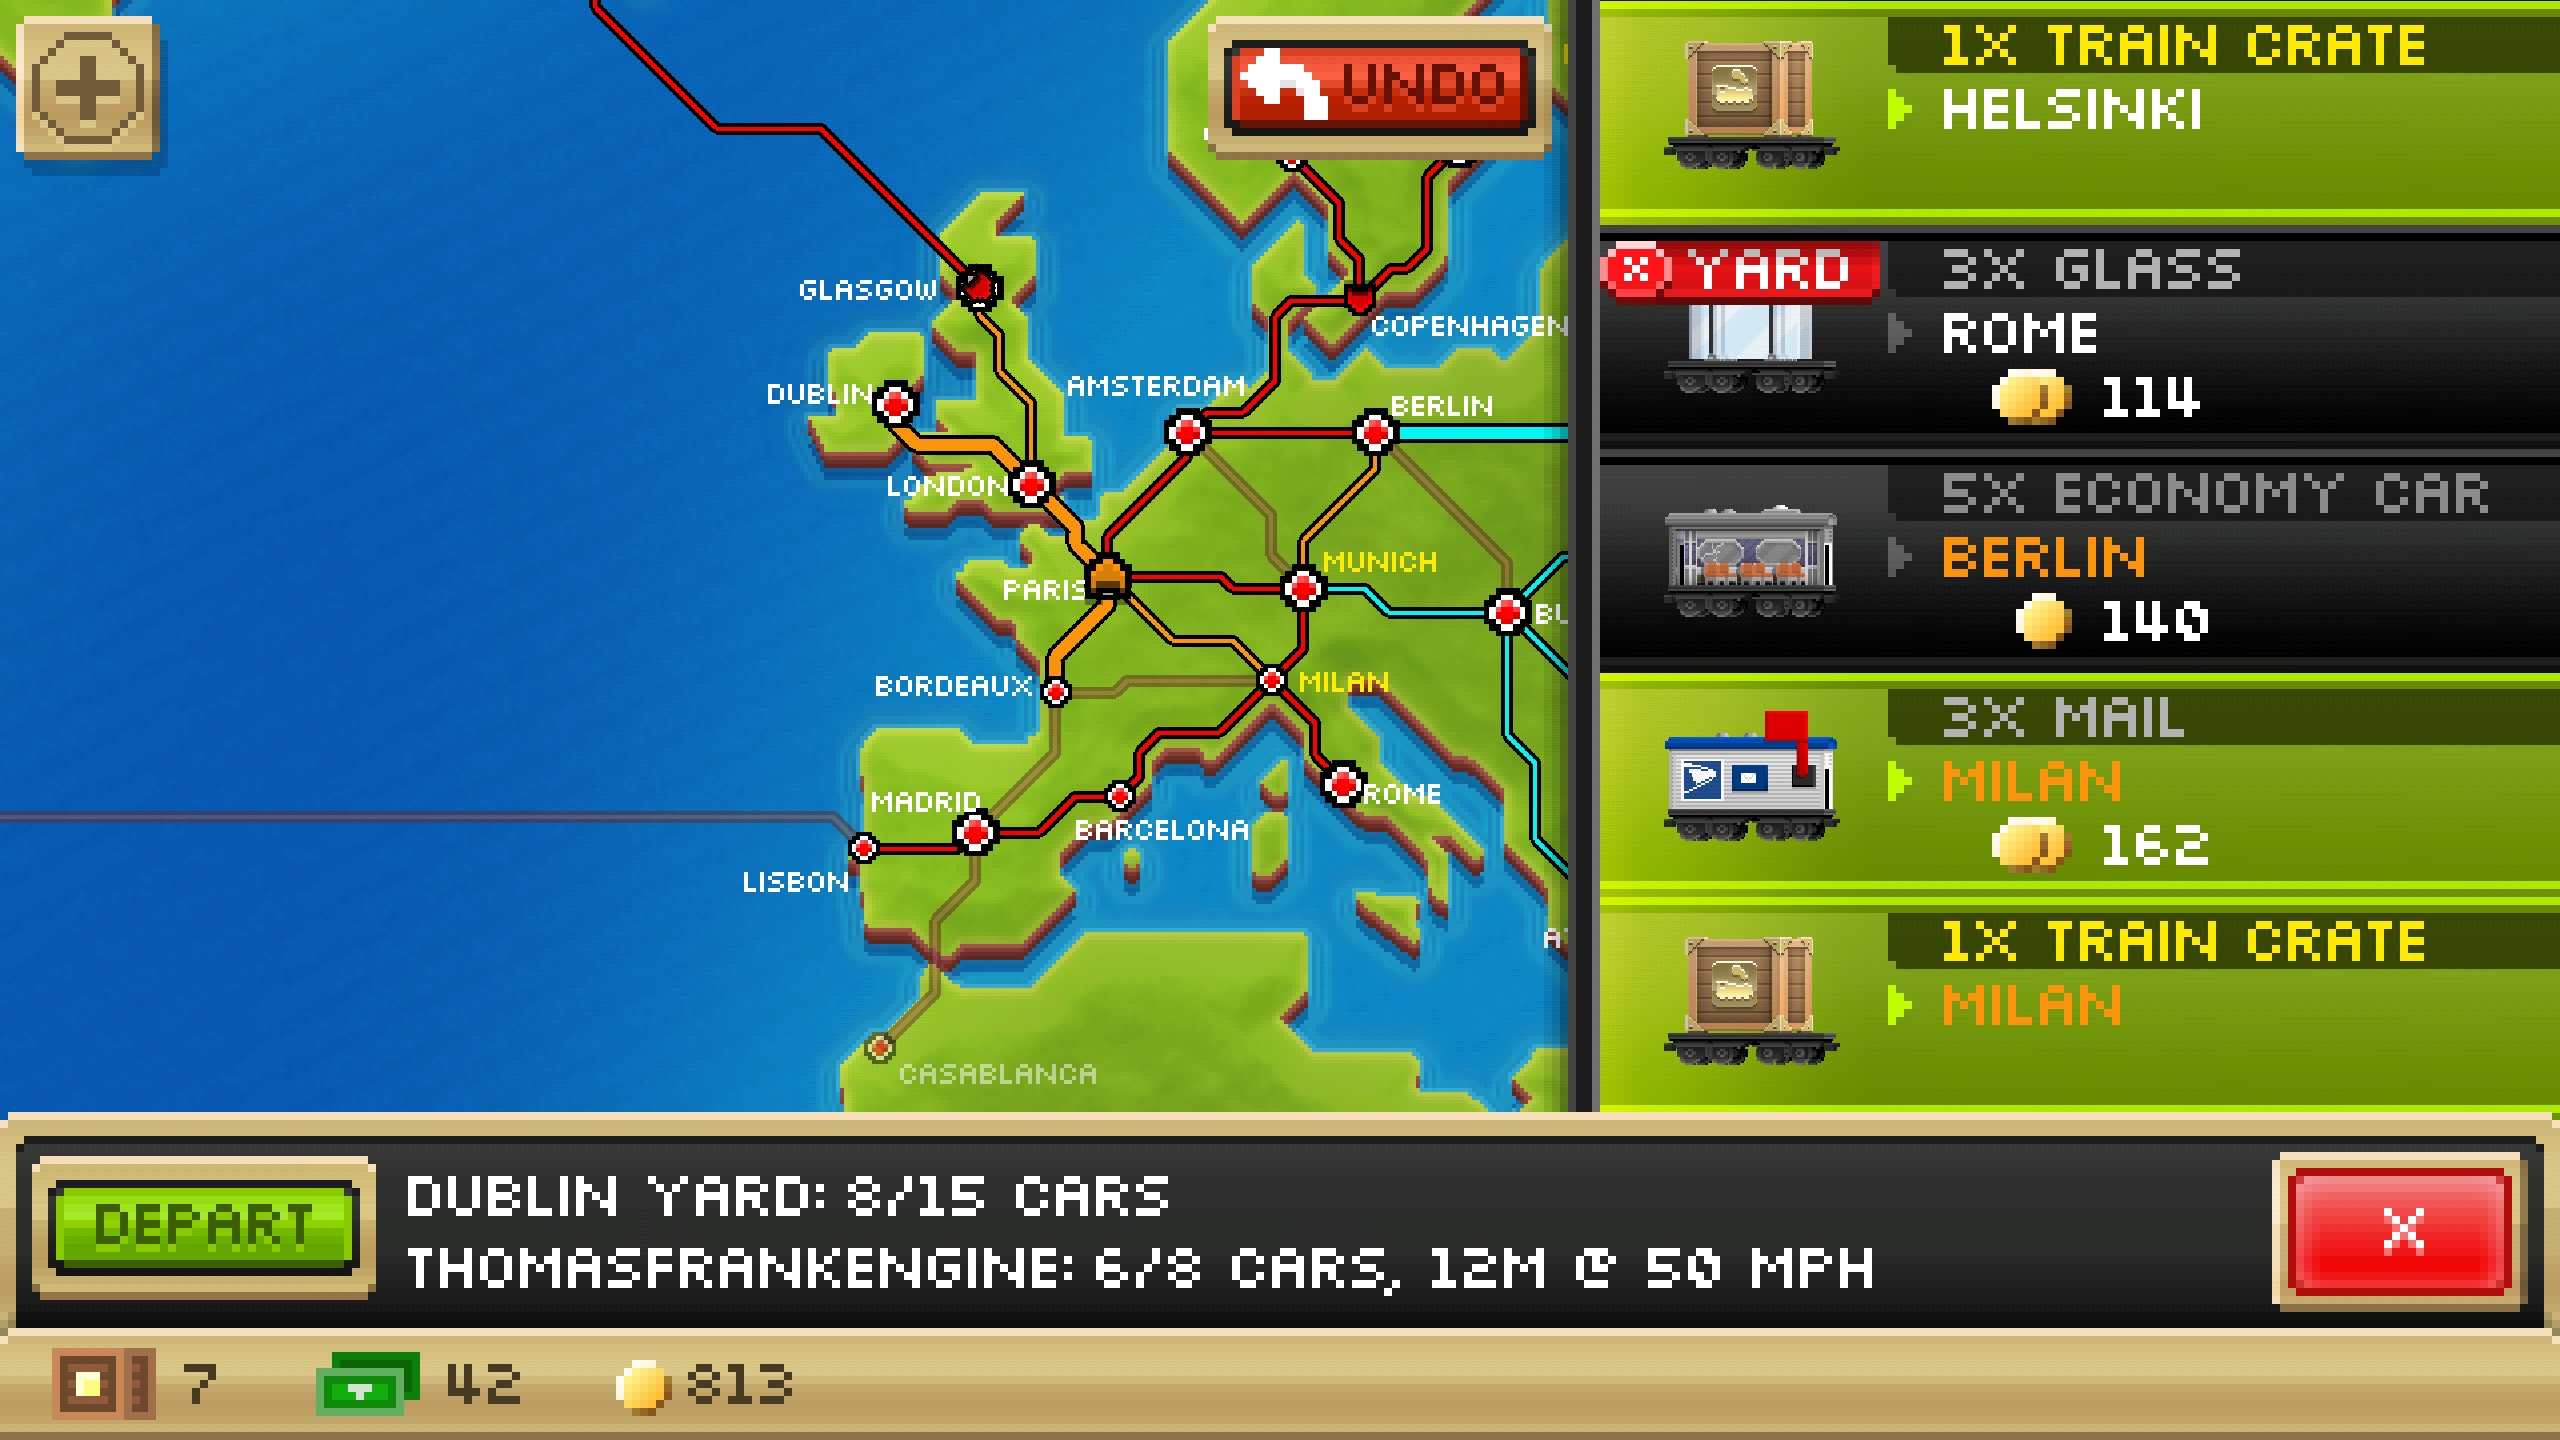 UNDO
GLASGOW
COPENHAGEN
DUBLIN
AMSTERDAM
BERLIN
LONDON
MUNICH
PARIS
BU
BORDEAUX
MILAN
MADRID
ROME
BARCELONA
LISBON
CASABLANCA
1X TRAIN CRATE
HELSINKI
YARD
3X GLASS
ROME
114
5X ECONOMY CAR
BERLIN
140
3X MAIL
MILAN
162
1X TRAIN CRATE
MILAN
DEPART
DUBLIN YARD: 8/15 CARS
THOMASFRANKENGINE: 6/8 CARS, 12M @ 50 MPH
X
7
42
813